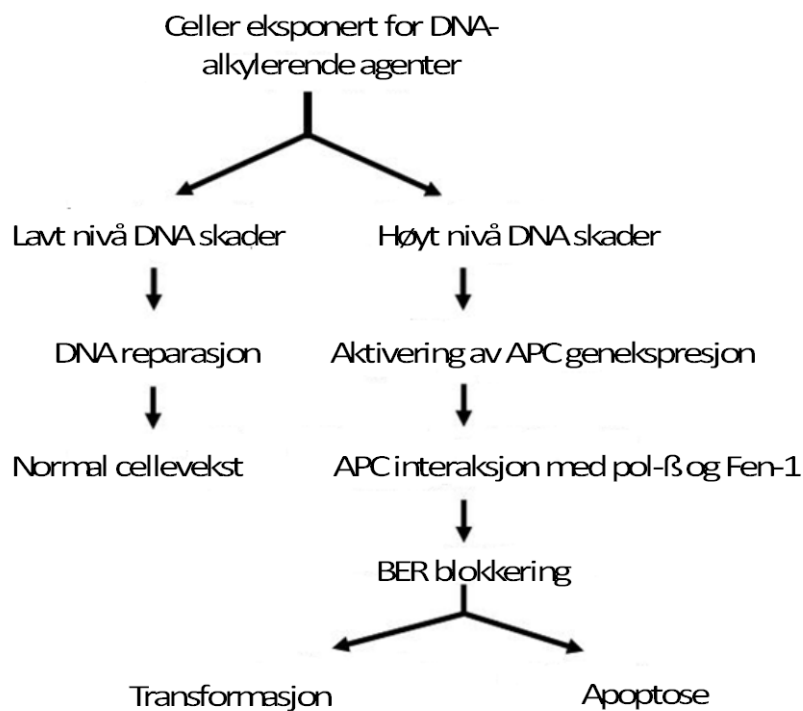 Celler eksponert for DNA-
alkylerende agenter
Lavt nivå DNA skader
Høyt nivå DNA skader
DNA reparasjon
Aktivering av APC genekspresjon
Normal cellevekst
APC interaksjon med pol-ß og Fen-1
BER blokkering
Transformasjon
Apoptose